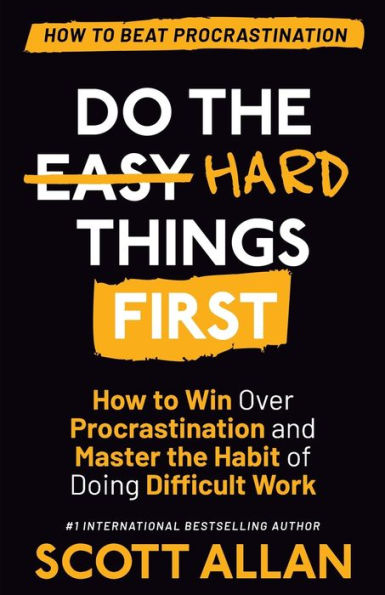 HOW TO BEAT PROCRASTINATION
DO THE
EASY HARD
THINGS
FIRST
How to Win Over
Procrastination and
Master the Habit of
Doing Difficult Work
#1 INTERNATIONAL BESTSELLING AUTHOR
SCOTT ALLAN